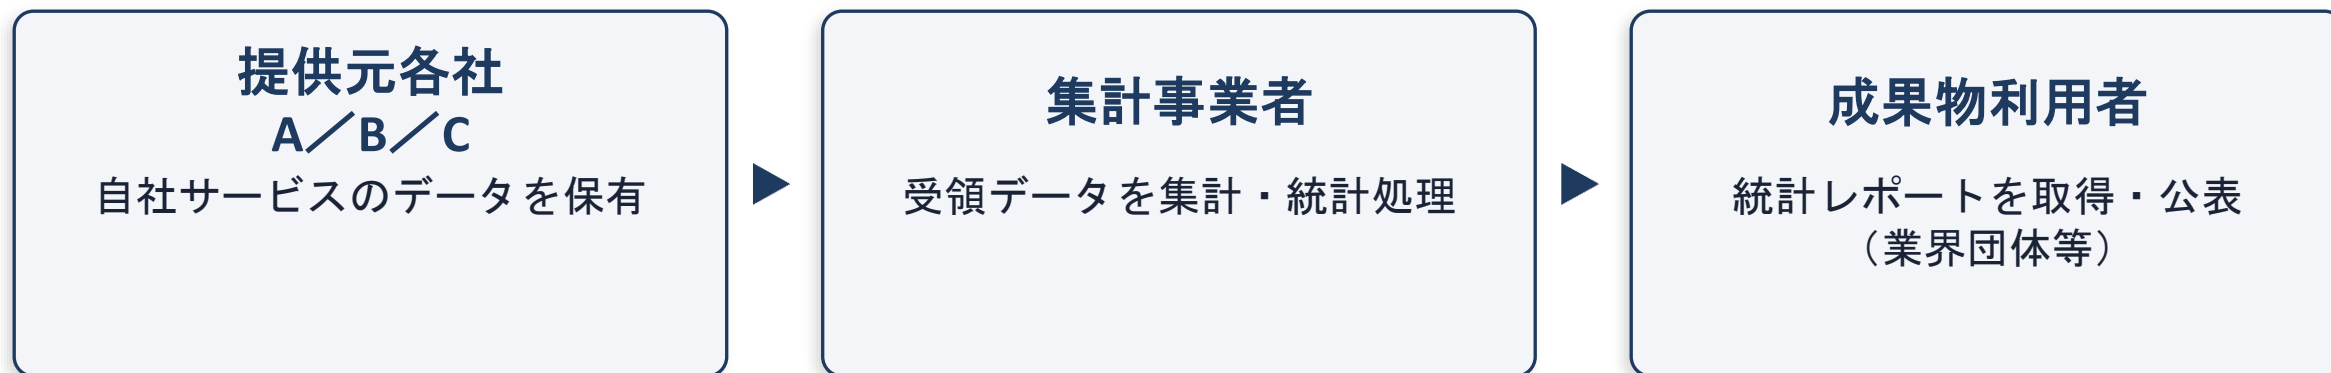 提供元各社
A／B／C
自社サービスのデータを保有
集計事業者
受領データを集計・統計処理
成果物利用者
統計レポートを取得・公表
（業界団体等）